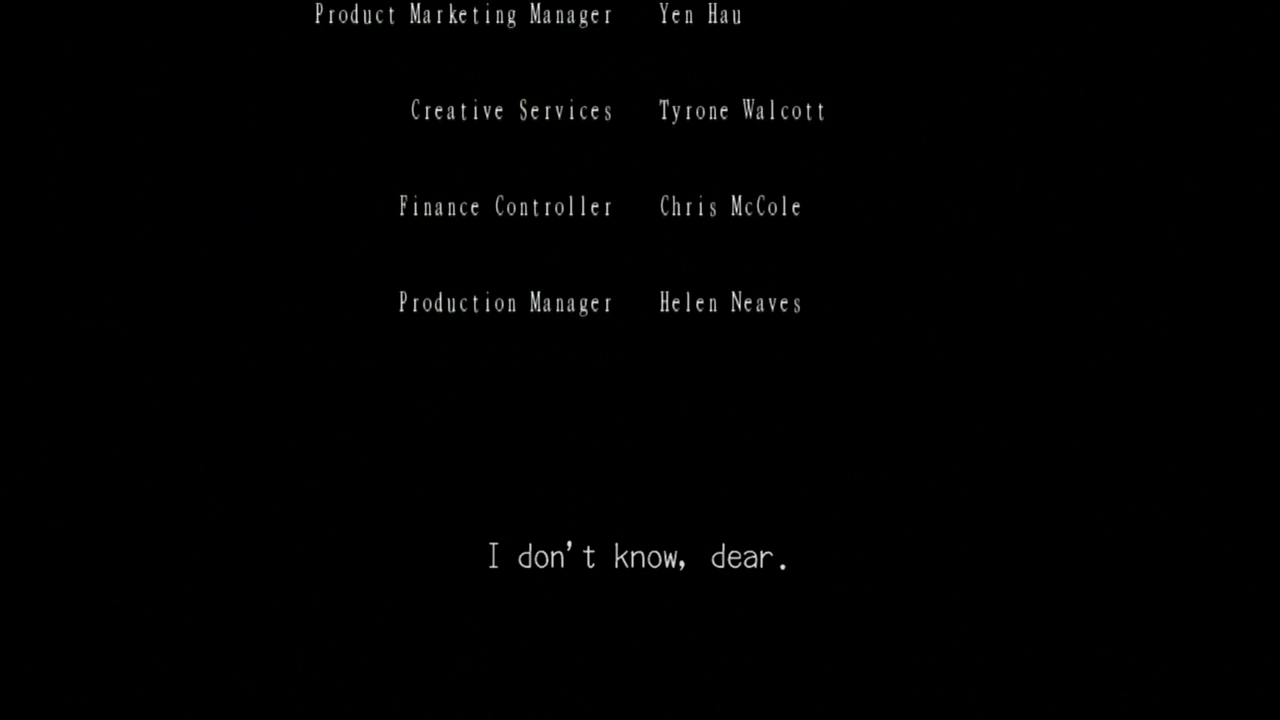 Product Marketing Manager Yen Hau
Creative Services Tyrone Walcott
Finance Controller Chris McCole
Production Manager Helen Neaves
I don't know, dear.